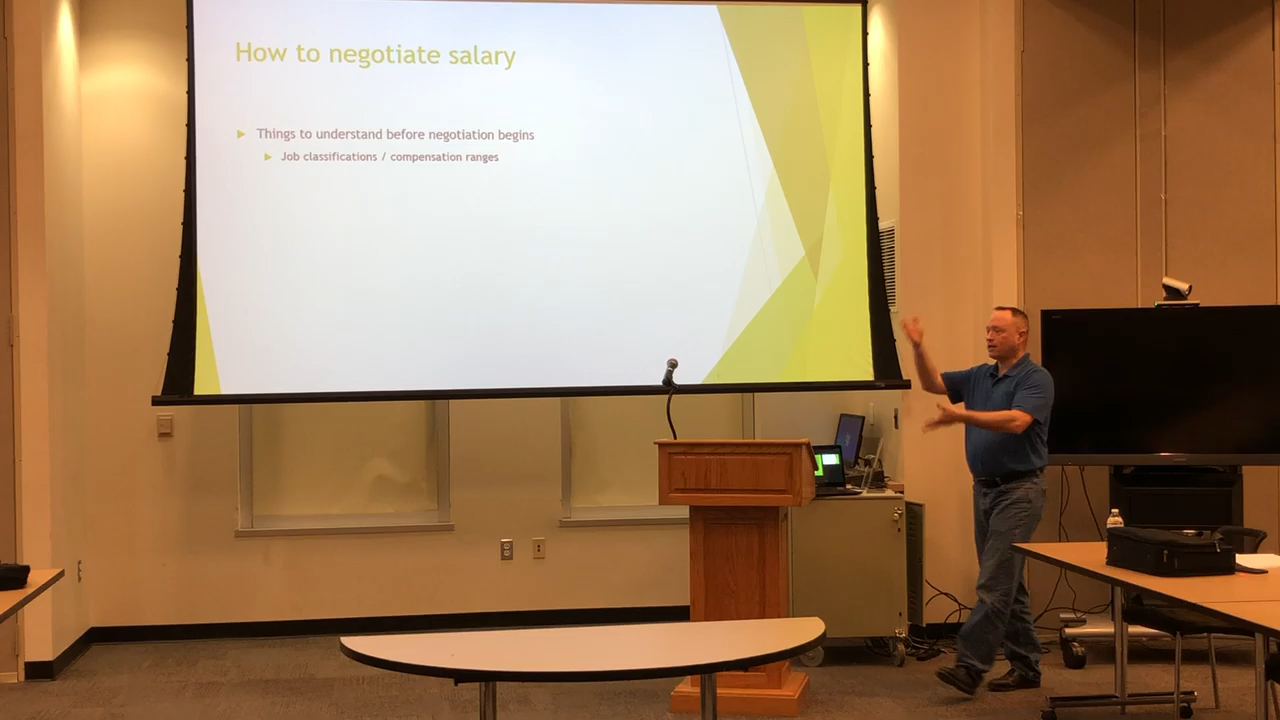 How to negotiate salary
Things to understand before negotiation begins
Job classifications / compensation ranges